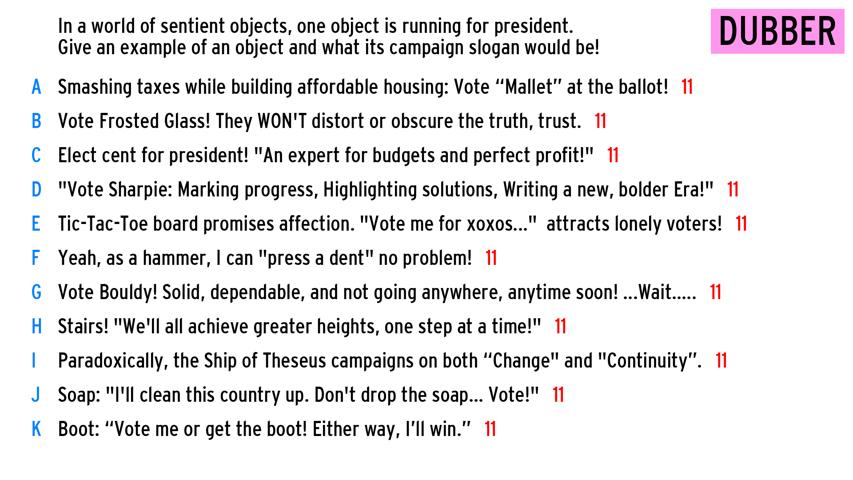 In a world of sentient objects, one object is running for president.
Give an example of an object and what its campaign slogan would be!
DUBBER
A Smashing taxes while building affordable housing: Vote “Mallet” at the ballot! 11
B Vote Frosted Glass! They WON'T distort or obscure the truth, trust. 11
C Elect cent for president! "An expert for budgets and perfect profit!" 11
D "Vote Sharpie: Marking progress, Highlighting solutions, Writing a new, bolder Era!" 11
E Tic-Tac-Toe board promises affection. "Vote me for xoxos..." attracts lonely voters! 11
F Yeah, as a hammer, I can "press a dent" no problem! 11
G Vote Bouldy! Solid, dependable, and not going anywhere, anytime soon! ...Wait..... 11
H Stairs! "We'll all achieve greater heights, one step at a time!" 11
I Paradoxically, the Ship of Theseus campaigns on both “Change" and "Continuity”. 11
J Soap: "I'll clean this country up. Don't drop the soap... Vote!" 11
K Boot: “Vote me or get the boot! Either way, I’ll win.” 11